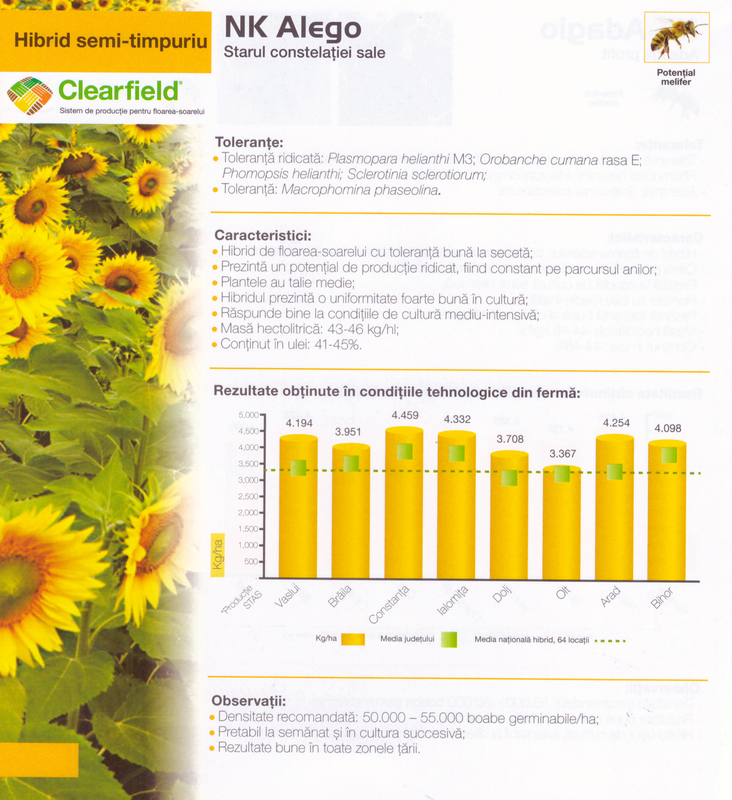 Hibrid semi-timpuriu
NK Alego
Starul constelației sale
Potențial
melifer
Clearfield®
Sistem de producție pentru floarea-soarelui
Toleranțe:
• Toleranță ridicată: Plasmopara helianthi M3; Orobanche cumana rasa E;
Phomopsis helianthi; Sclerotinia sclerotiorum;
• Toleranță: Macrophomina phaseolina.
Caracteristici:
• Hibrid de floarea-soarelui cu toleranță bună la secetă;
• Prezintă un potențial de producție ridicat, fiind constant pe parcursul anilor;
• Plantele au talie medie;
• Hibridul prezintă o uniformitate foarte bună în cultură;
• Răspunde bine la condițiile de cultură mediu-intensivă;
• Masă hectolitrică: 43-46 kg/hl;
• Conținut în ulei: 41-45%.
Rezultate obținute în condițiile tehnologice din fermă:
5,000
4,500
4,000
3,500
3,000
2,500
2,000
1,500
1,000
500
-
Kg/ha
4.194
3.951
4.459
4.332
3.708
3.367
4.254
4.098
*Producție
STAS
Vaslui
Brăila
Constanța
Ialomița
Dolj
Olt
Arad
Bihor
Kg/ha
Media județului
Media națională hibrid, 64 locații
Observații:
• Densitate recomandată: 50.000 – 55.000 boabe germinabile/ha;
• Pretabil la semănat și în cultura succesivă;
• Rezultate bune în toate zonele țării.